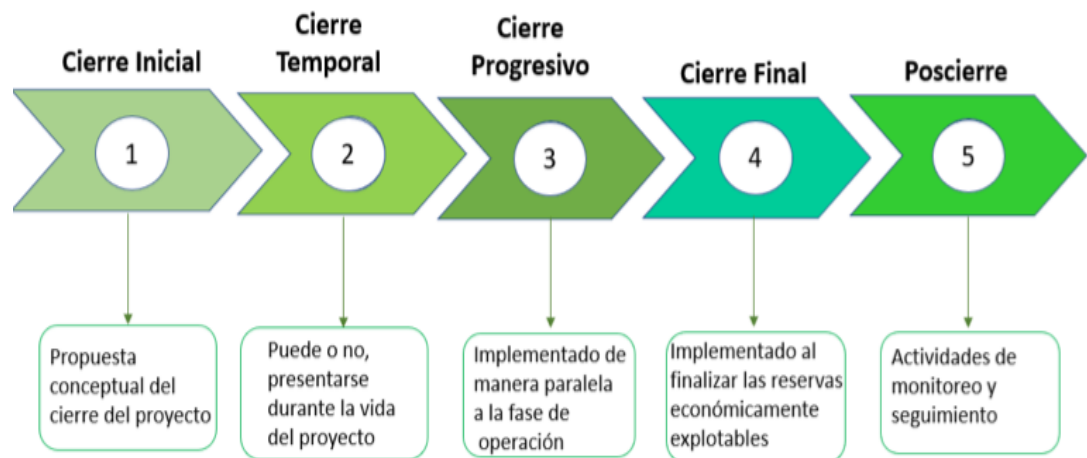 Cierre Inicial
Cierre
Temporal
Cierre
Progresivo
Cierre Final
Poscierre
1
2
3
4
5
Propuesta
conceptual del
cierre del proyecto
Puede o no,
presentarse
durante la vida
del proyecto
Implementado de
manera paralela
a la fase de
operación
Implementado al
finalizar las reservas
económicamente
explotables
Actividades de
monitoreo y
seguimiento